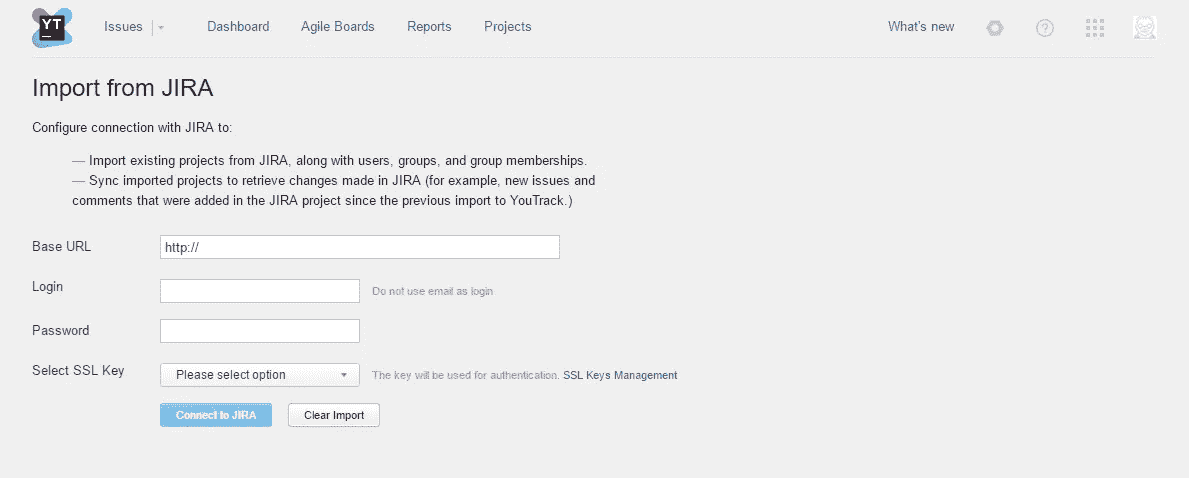 YT
Issues
Dashboard
Agile Boards
Reports
Projects
What's new
Import from JIRA
Configure connection with JIRA to:
— Import existing projects from JIRA, along with users, groups, and group memberships.
— Sync imported projects to retrieve changes made in JIRA (for example, new issues and
comments that were added in the JIRA project since the previous import to YouTrack.)
Base URL
http://
Login
Do not use email as login
Password
Select SSL Key
Please select option
The key will be used for authentication. SSL Keys Management
Connect to JIRA
Clear Import